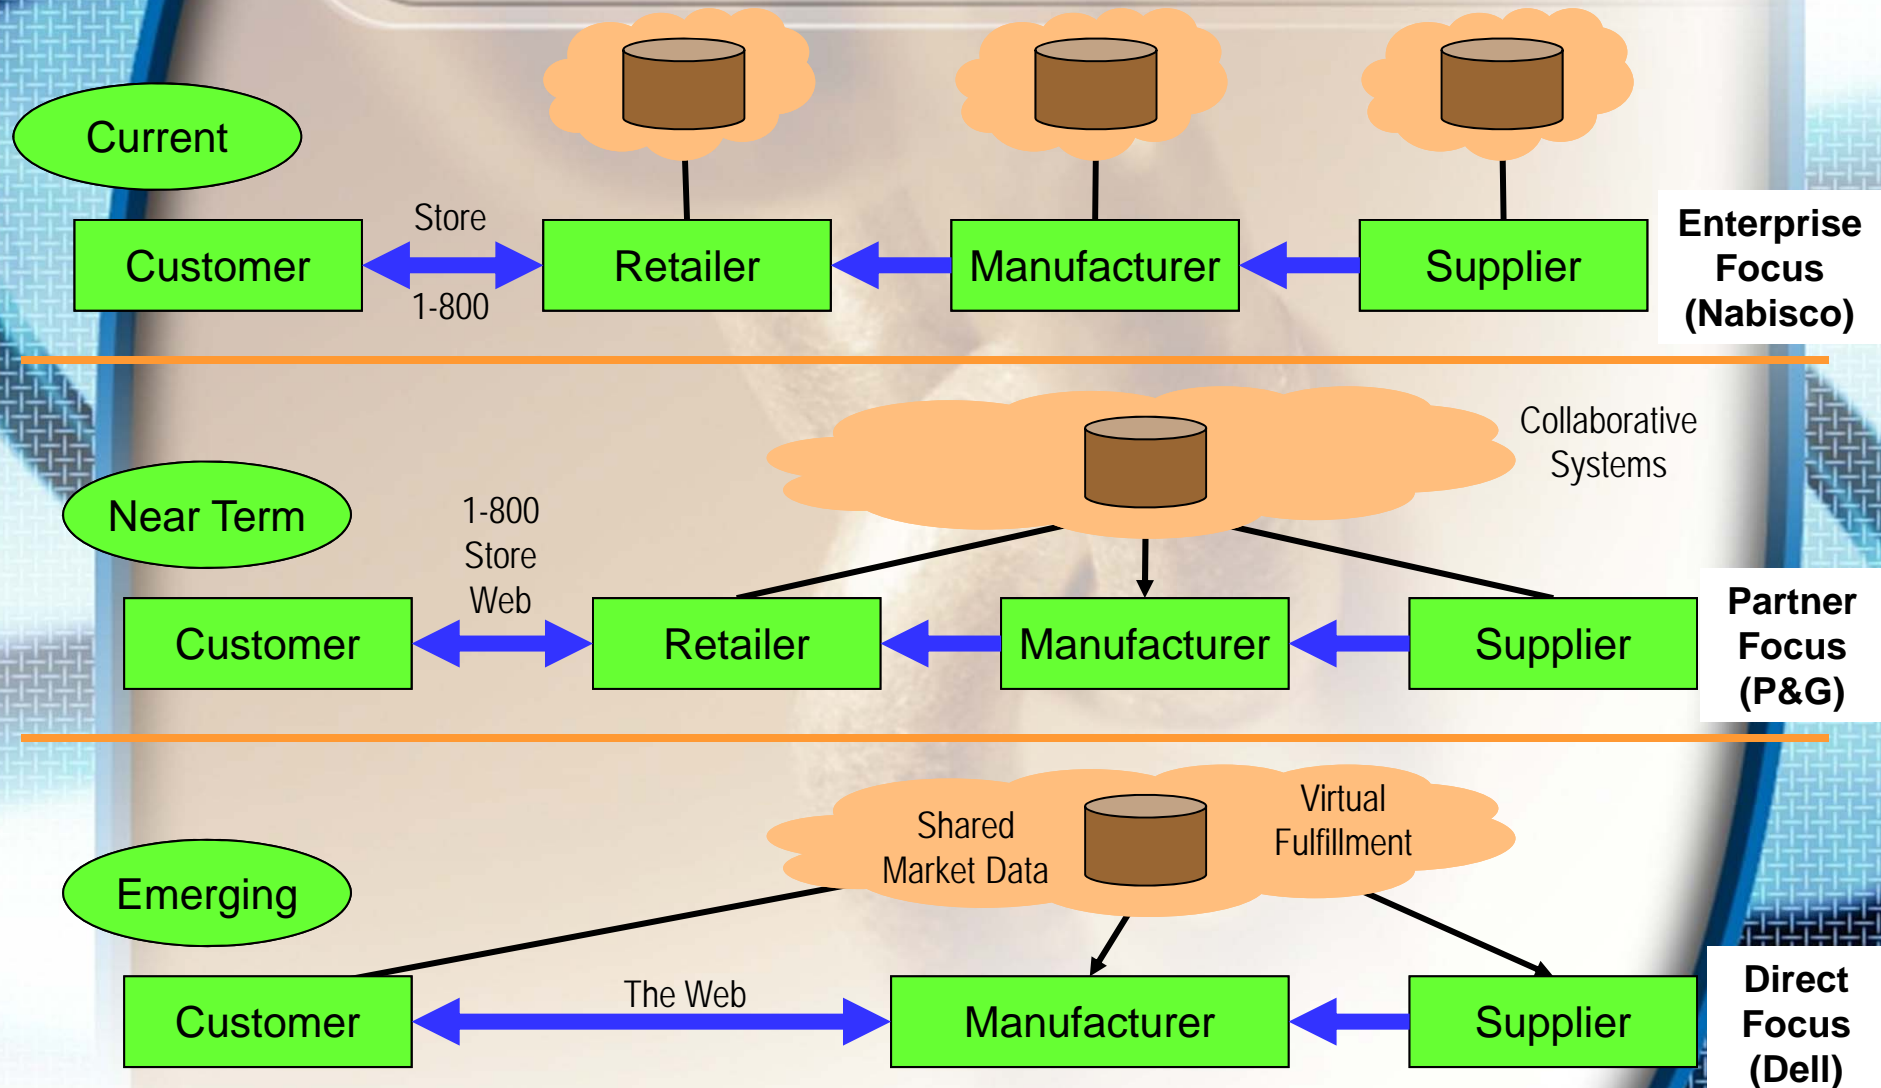 Current
Store
Customer
Retailer
Manufacturer
Supplier
1-800
Enterprise
Focus
(Nabisco)
Collaborative
Systems
Near Term
1-800
Store
Web
Customer
Retailer
Manufacturer
Supplier
Partner
Focus
(P&G)
Shared
Market Data
Virtual
Fulfillment
Emerging
The Web
Customer
Manufacturer
Supplier
Direct
Focus
(Dell)